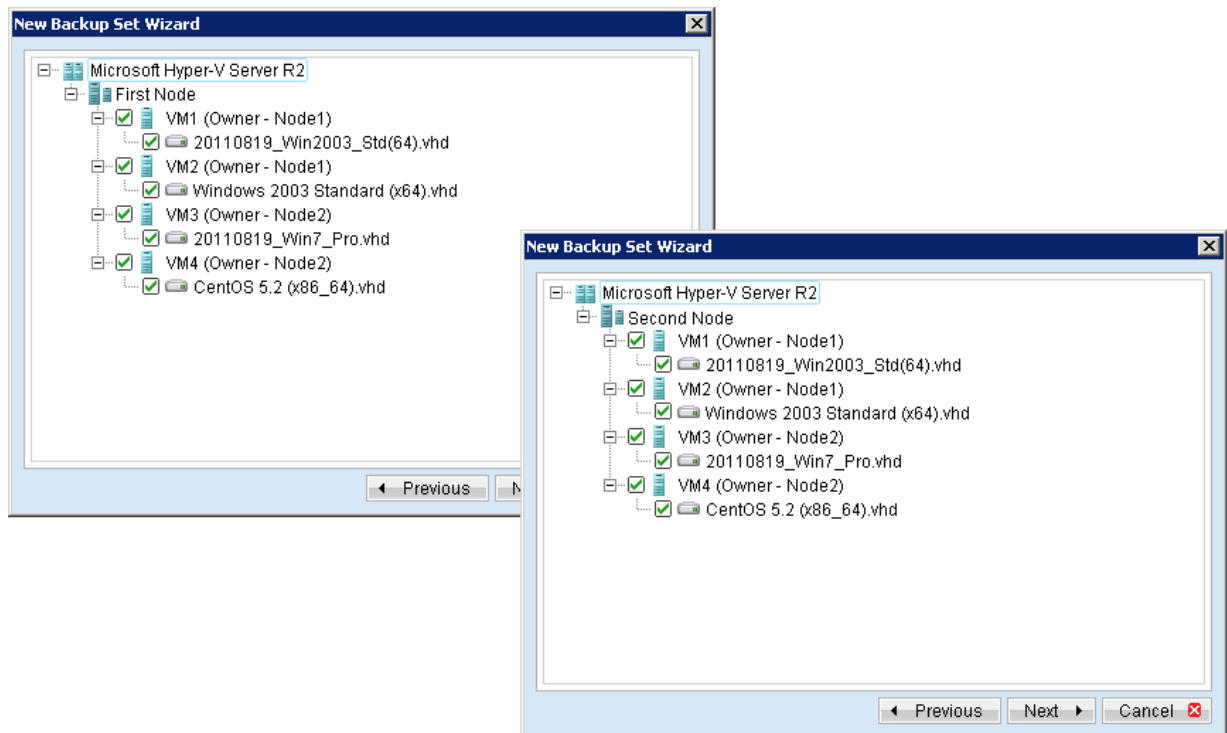 New Backup Set Wizard
Microsoft Hyper-V Server R2
First Node
VM1 (Owner - Node1)
20110819_Win2003_Std(64).vhd
VM2 (Owner - Node1)
Windows 2003 Standard (x64).vhd
VM3 (Owner - Node2)
20110819_Win7_Pro.vhd
VM4 (Owner - Node2)
CentOS 5.2 (x86_64).vhd
Previous
New Backup Set Wizard
Microsoft Hyper-V Server R2
Second Node
VM1 (Owner - Node1)
20110819_Win2003_Std(64).vhd
VM2 (Owner - Node1)
Windows 2003 Standard (x64).vhd
VM3 (Owner - Node2)
20110819_Win7_Pro.vhd
VM4 (Owner - Node2)
CentOS 5.2 (x86_64).vhd
Previous Next Cancel